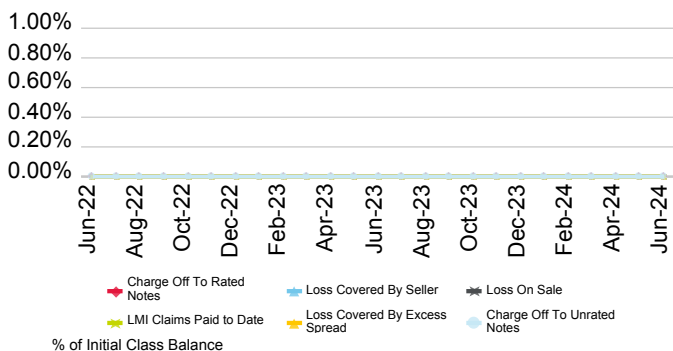 1.00%
0.80%
0.60%
0.40%
0.20%
0.00%
Jun-22
Aug-22
Oct-22
Dec-22
Feb-23
Apr-23
Jun-23
Aug-23
Oct-23
Dec-23
Feb-24
Apr-24
Jun-24
Charge Off To Rated
Notes
Loss Covered By Seller
Loss On Sale
LMI Claims Paid to Date
Loss Covered By Excess
Spread
Charge Off To Unrated
Notes
% of Initial Class Balance